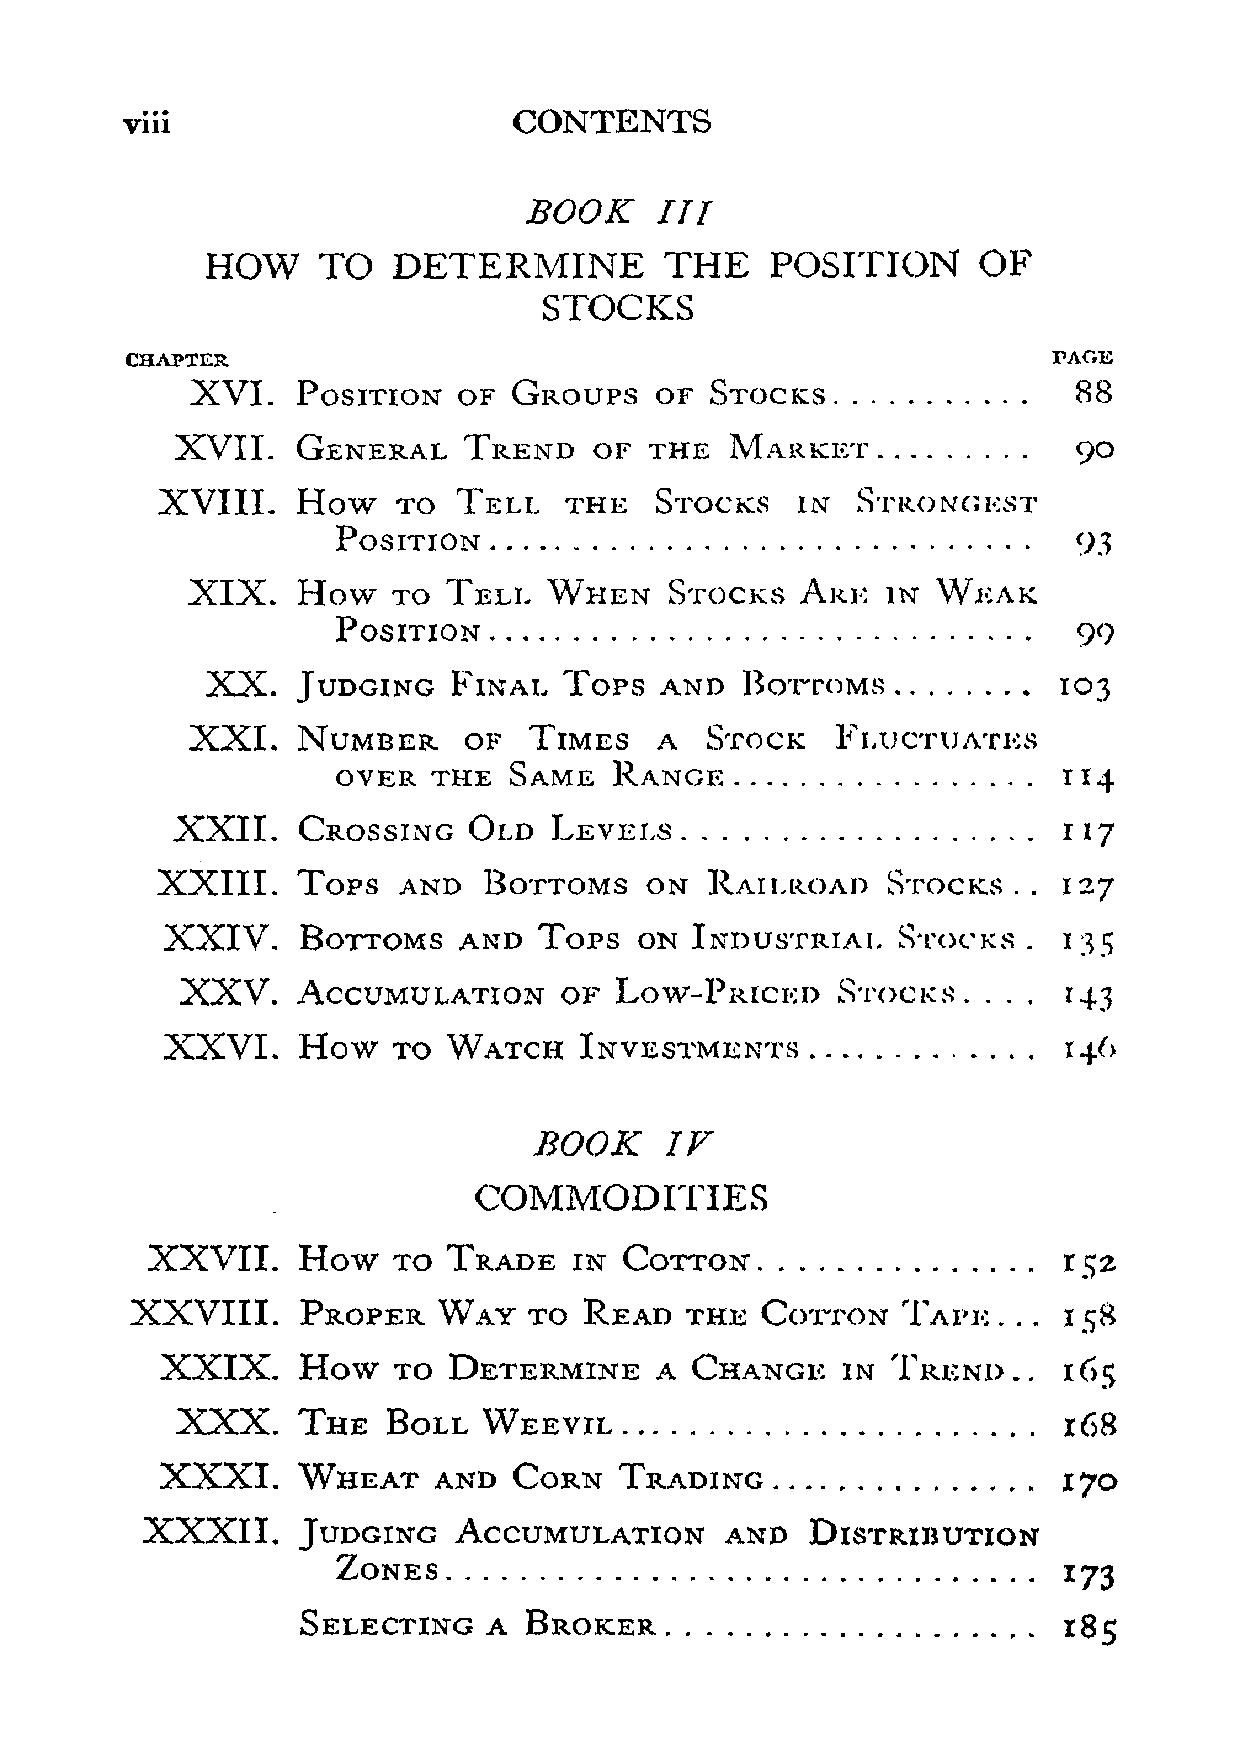 viii CONTENTS
BOOK III
HOW TO DETERMINE THE POSITION OF
STOCKS
CHAPTER PAGE
XVI. Position of Groups of Stocks........... 88
XVII. General Trend of the Market......... 90
XVIII. How to Tell the Stocks in Strongest
Position............................. 93
XIX. How to Tell When Stocks Are in Weak
Position............................. 99
XX. Judging Final Tops and Bottoms........ 103
XXI. Number of Times a Stock Fluctuates
over the Same Range................ 114
XXII. Crossing Old Levels.................. 117
XXIII. Tops and Bottoms on Railroad Stocks.. 127
XXIV. Bottoms and Tops on Industrial Stocks. 135
XXV. Accumulation of Low-Priced Stocks.... 143
XXVI. How to Watch Investments............. 146
BOOK IV
COMMODITIES
XXVII. How to Trade in Cotton............... 152
XXVIII. Proper Way to Read the Cotton Tape... 158
XXIX. How to Determine a Change in Trend.. 165
XXX. The Boll Weevil....................... 168
XXXI. Wheat and Corn Trading............... 170
XXXII. Judging Accumulation and Distribution
Zones................................ 173
Selecting a Broker.................... 185